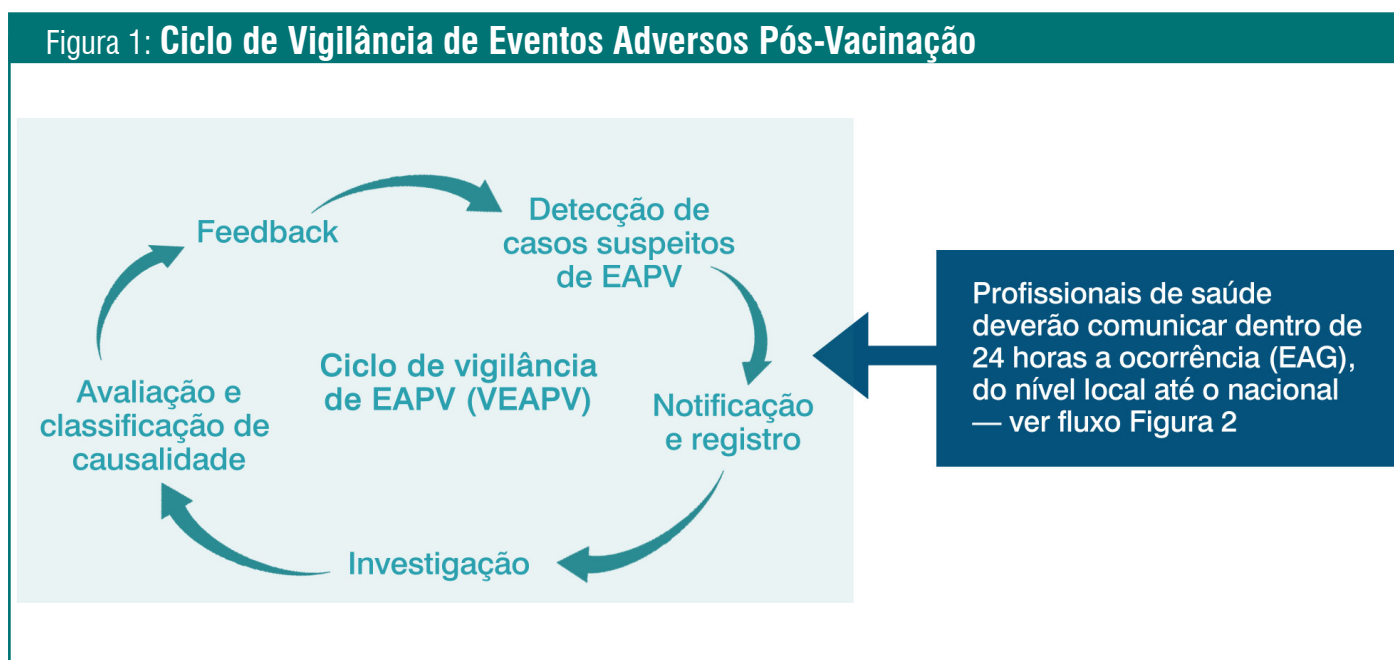 Figura 1: Ciclo de Vigilância de Eventos Adversos Pós-Vacinação
Feedback
Detecção de
casos suspeitos
de EAPV
Notificação
e registro
Investigação
Avaliação e
classificação de
causalidade
Ciclo de vigilância
de EAPV (VEAPV)
Profissionais de saúde
deverão comunicar dentro de
24 horas a ocorrência (EAG),
do nível local até o nacional
— ver fluxo Figura 2